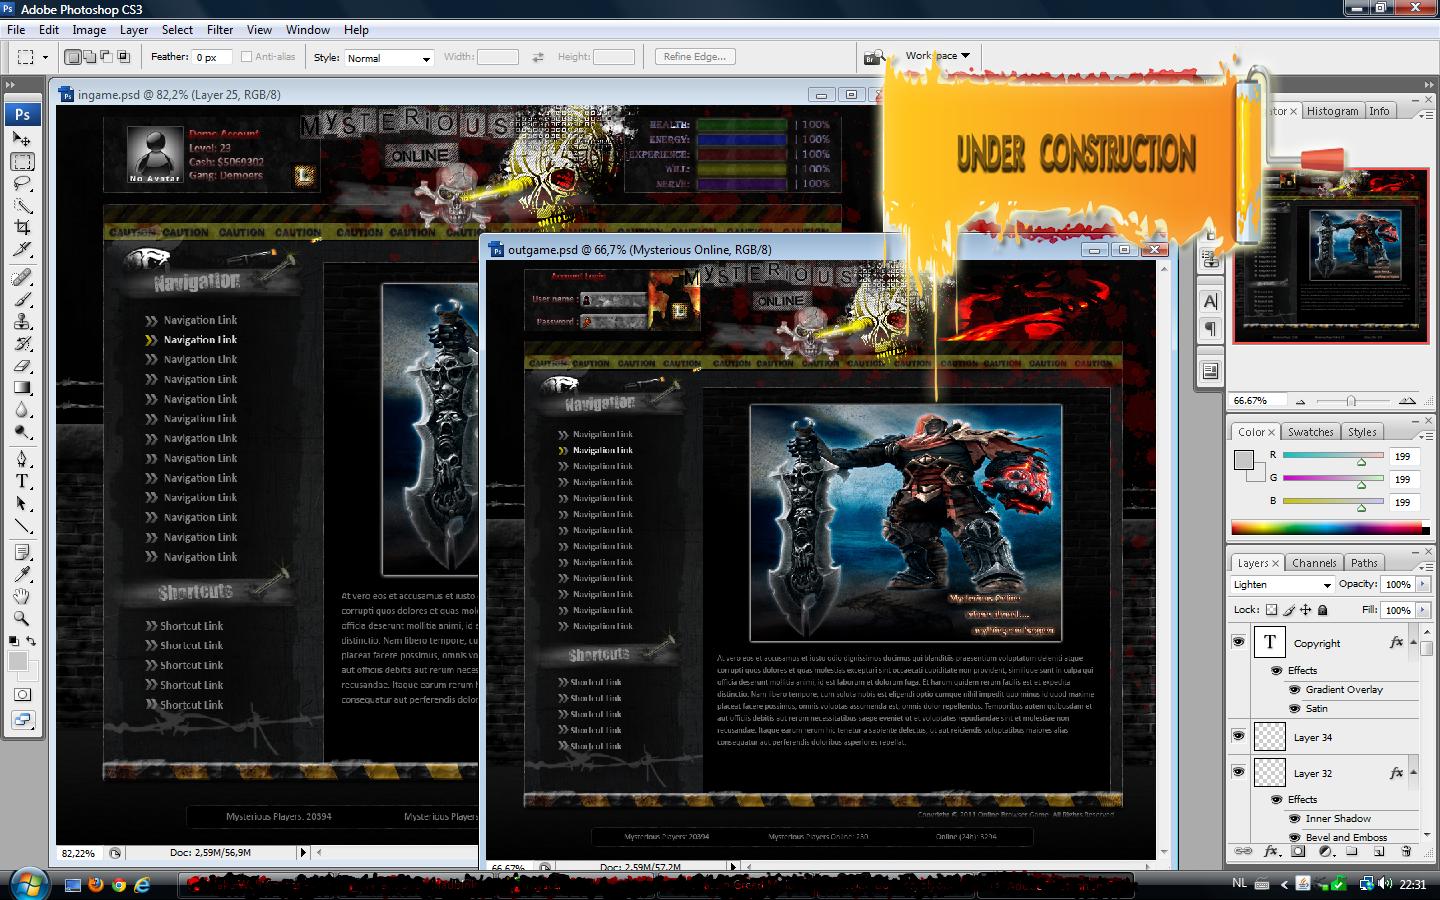 Ps Adobe Photoshop CS3
File Edit Image Layer Select Filter View Window Help
Feather: 0 px Anti-alias Style: Normal Width: Height: Refine Edge... Br Workspace
UNDER CONSTRUCTION
Ps
ingame.psd @ 82,2% (Layer 25, RGB/8)
Demo Account
Level: 23
Cash: $5069302
Gang: Demoers
No Avatar
L
MYSTERIOUS
ONLINE
HEALTH: | 100%
ENERGY: | 100%
EXPERIENCE: | 100%
WILL: | 100%
NERVE: | 100%
CAUTION CAUTION CAUTION CAUTION CAUTION CAUTION
Navigation
Navigation Link
Navigation Link
Navigation Link
Navigation Link
Navigation Link
Navigation Link
Navigation Link
Navigation Link
Navigation Link
Navigation Link
Navigation Link
Navigation Link
Navigation Link
Shortcuts
Shortcut Link
Shortcut Link
Shortcut Link
Shortcut Link
Shortcut Link
At vero eos et accusamus et iusto
corrupti quos dolores et quas mole
officia deserunt mollitia animi, id
distinctio. Nam libero tempore, cu
placeat facere possimus, omnis vo
aut officiis debitis aut rerum neces
recusandae. Itaque earum rerum
consequatur aut perferendis dolo
Mysterious Players: 20394 Mysterious Players
82,22% Doc: 2,59M/56,9M
outgame.psd @ 66,7% (Mysterious Online, RGB/8)
Account Login
User name :
Password :
L
MYSTERIOUS
ONLINE
CAUTION CAUTION CAUTION CAUTION CAUTION CAUTION CAUTION CAUTION CAUTION CAUTION CAUTION
Navigation
Navigation Link
Navigation Link
Navigation Link
Navigation Link
Navigation Link
Navigation Link
Navigation Link
Navigation Link
Navigation Link
Navigation Link
Navigation Link
Navigation Link
Navigation Link
Shortcuts
Shortcut Link
Shortcut Link
Shortcut Link
Shortcut Link
Shortcut Link
Mysterious Online
At vero eos et accusamus et iusto odio dignissimos ducimus qui blanditiis praesentium voluptatum deleniti atque
corrupti quos dolores et quas molestias excepturi sint occaecati cupiditate non provident, similique sunt in culpa qui
officia deserunt mollitia animi, id est laborum et dolorum fuga. Et harum quidem rerum facilis est et expedita
distinctio. Nam libero tempore, cum soluta nobis est eligendi optio cumque nihil impedit quo minus id quod maxime
placeat facere possimus, omnis voluptas assumenda est, omnis dolor repellendus. Temporibus autem quibusdam et
aut officiis debitis aut rerum necessitatibus saepe eveniet ut et voluptates repudiandae sint et molestiae non
recusandae. Itaque earum rerum hic tenetur a sapiente delectus, ut aut reiciendis voluptatibus maiores alias
consequatur aut perferendis doloribus asperiores repellat.
Copyright © 2011 Online Browser Game. All Rights Reserved
Mysterious Players: 20394 Mysterious Players Online: 230 Online (24h): 3294
66,67% Doc: 2,59M/57,2M
ator Histogram Info
66.67%
Color Swatches Styles
R 199
G 199
B 199
Layers Channels Paths
Lighten Opacity: 100%
Lock: Fill: 100%
T Copyright fx
Effects
Gradient Overlay
Satin
Layer 34
Layer 32 fx
Effects
Inner Shadow
Bevel and Emboss
NL 22:31